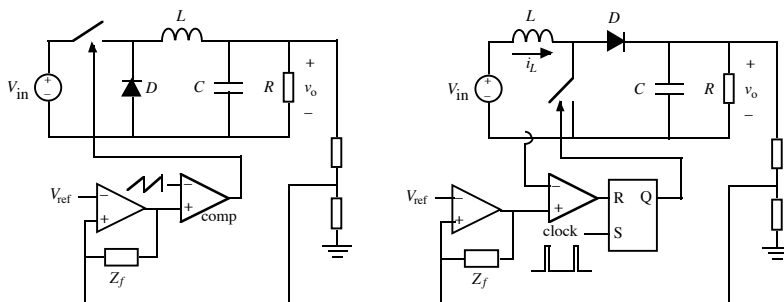 L
V_in
D
C
R
+
v_o
−
V_ref
−
+
−
+
comp
Z_f
L
D
i_L
V_in
C
R
+
v_o
−
V_ref
−
+
−
+
R
Q
S
clock
Z_f